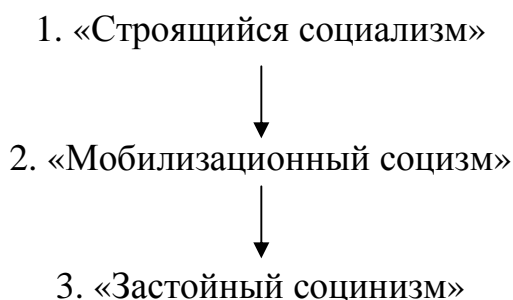 1. «Строящийся социализм»
2. «Мобилизационный социзм»
3. «Застойный социнизм»